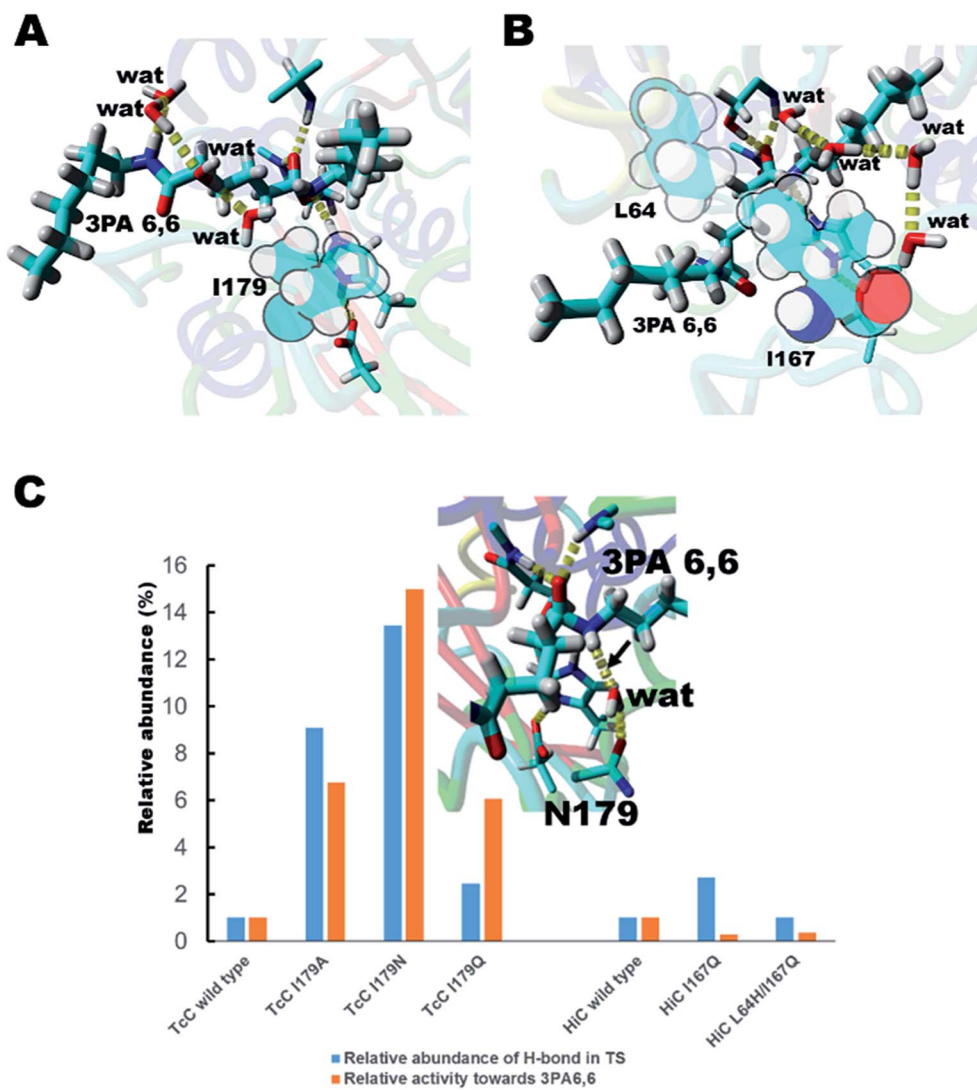 A
wat
wat
wat
3PA 6,6
wat
I179
B
wat
wat
wat
L64
wat
3PA 6,6
I167
C
3PA 6,6
wat
N179
Relative abundance (%)
16
14
12
10
8
6
4
2
0
TcC wild type
TcC I179A
TcC I179N
TcC I179Q
HiC wild type
HiC I167Q
HiC L64H/I167Q
Relative abundance of H-bond in TS
Relative activity towards 3PA6,6